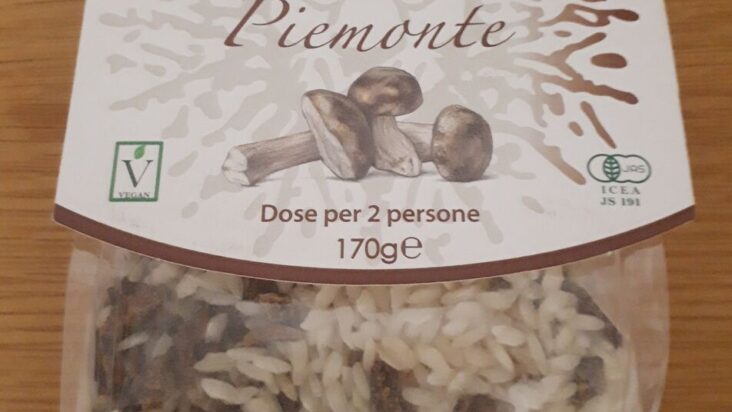 Piemonte
V
VEGAN
JAS
ICEA
JS 191
Dose per 2 persone
170g℮